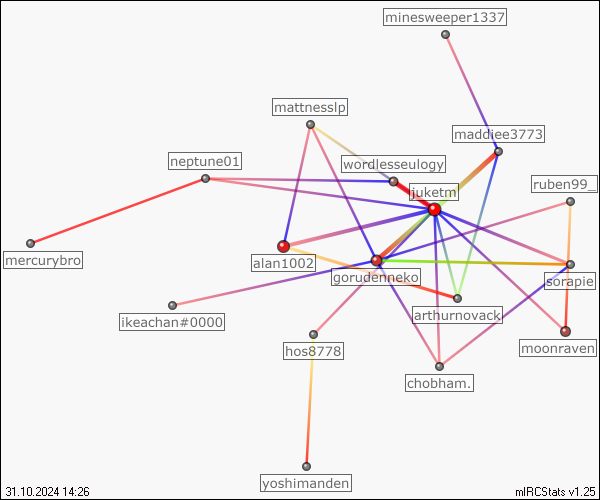 minesweeper1337
mattnesslp
maddiee3773
neptune01
wordlesseulogy
ruben99_
juketm
mercurybro
alan1002
gorudenneko
sorapie
ikeachan#0000
arthurnovack
hos8778
moonraven
chobham.
yoshimanden
31.10.2024 14:26
mIRCStats v1.25